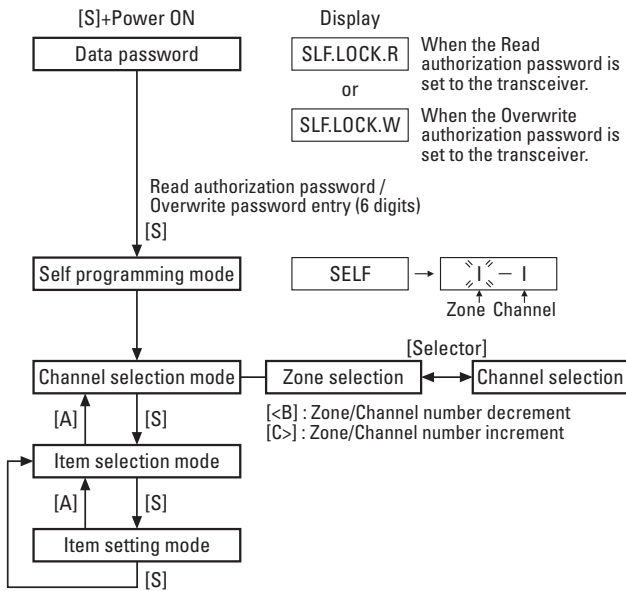 [S]+Power ON
Display
Data password
SLF.LOCK.R
When the Read
authorization password is
set to the transceiver.
or
SLF.LOCK.W
When the Overwrite
authorization password is
set to the transceiver.
Read authorization password /
Overwrite password entry (6 digits)
[S]
Self programming mode
SELF
I – I
Zone Channel
[Selector]
Channel selection mode
Zone selection
Channel selection
[<B] : Zone/Channel number decrement
[C>] : Zone/Channel number increment
[A]
[S]
Item selection mode
[A]
[S]
Item setting mode
[S]